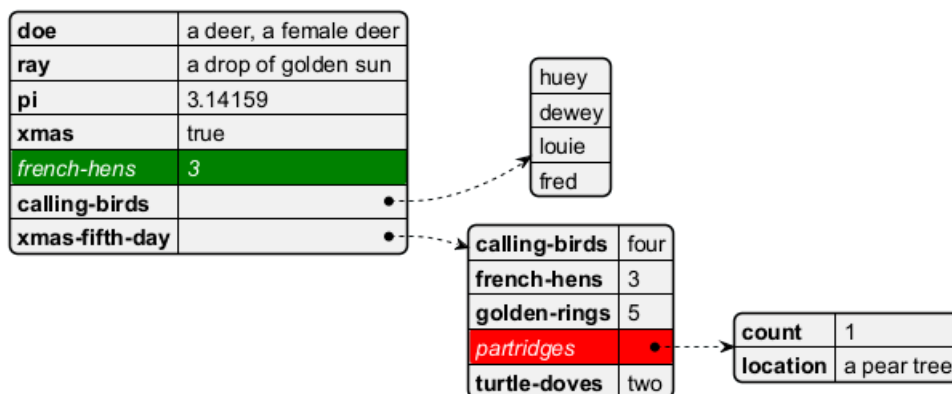 doe a deer, a female deer
ray a drop of golden sun
pi 3.14159
xmas true
french-hens 3
calling-birds
xmas-fifth-day
huey
dewey
louie
fred
calling-birds four
french-hens 3
golden-rings 5
partridges
turtle-doves two
count 1
location a pear tree